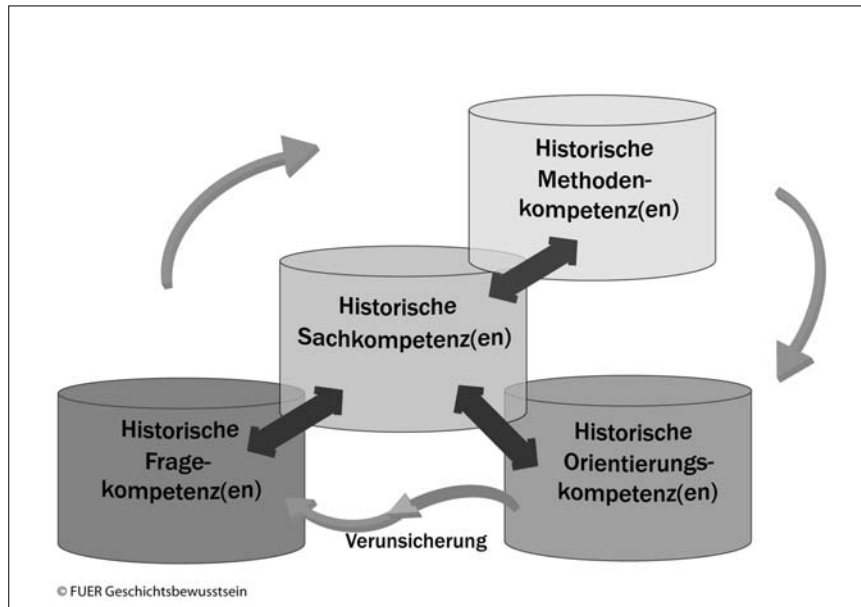 Historische
Methoden-
kompetenz(en)
Historische
Sachkompetenz(en)
Historische
Frage-
kompetenz(en)
Historische
Orientierungs-
kompetenz(en)
Verunsicherung
© FUER Geschichtsbewusstsein